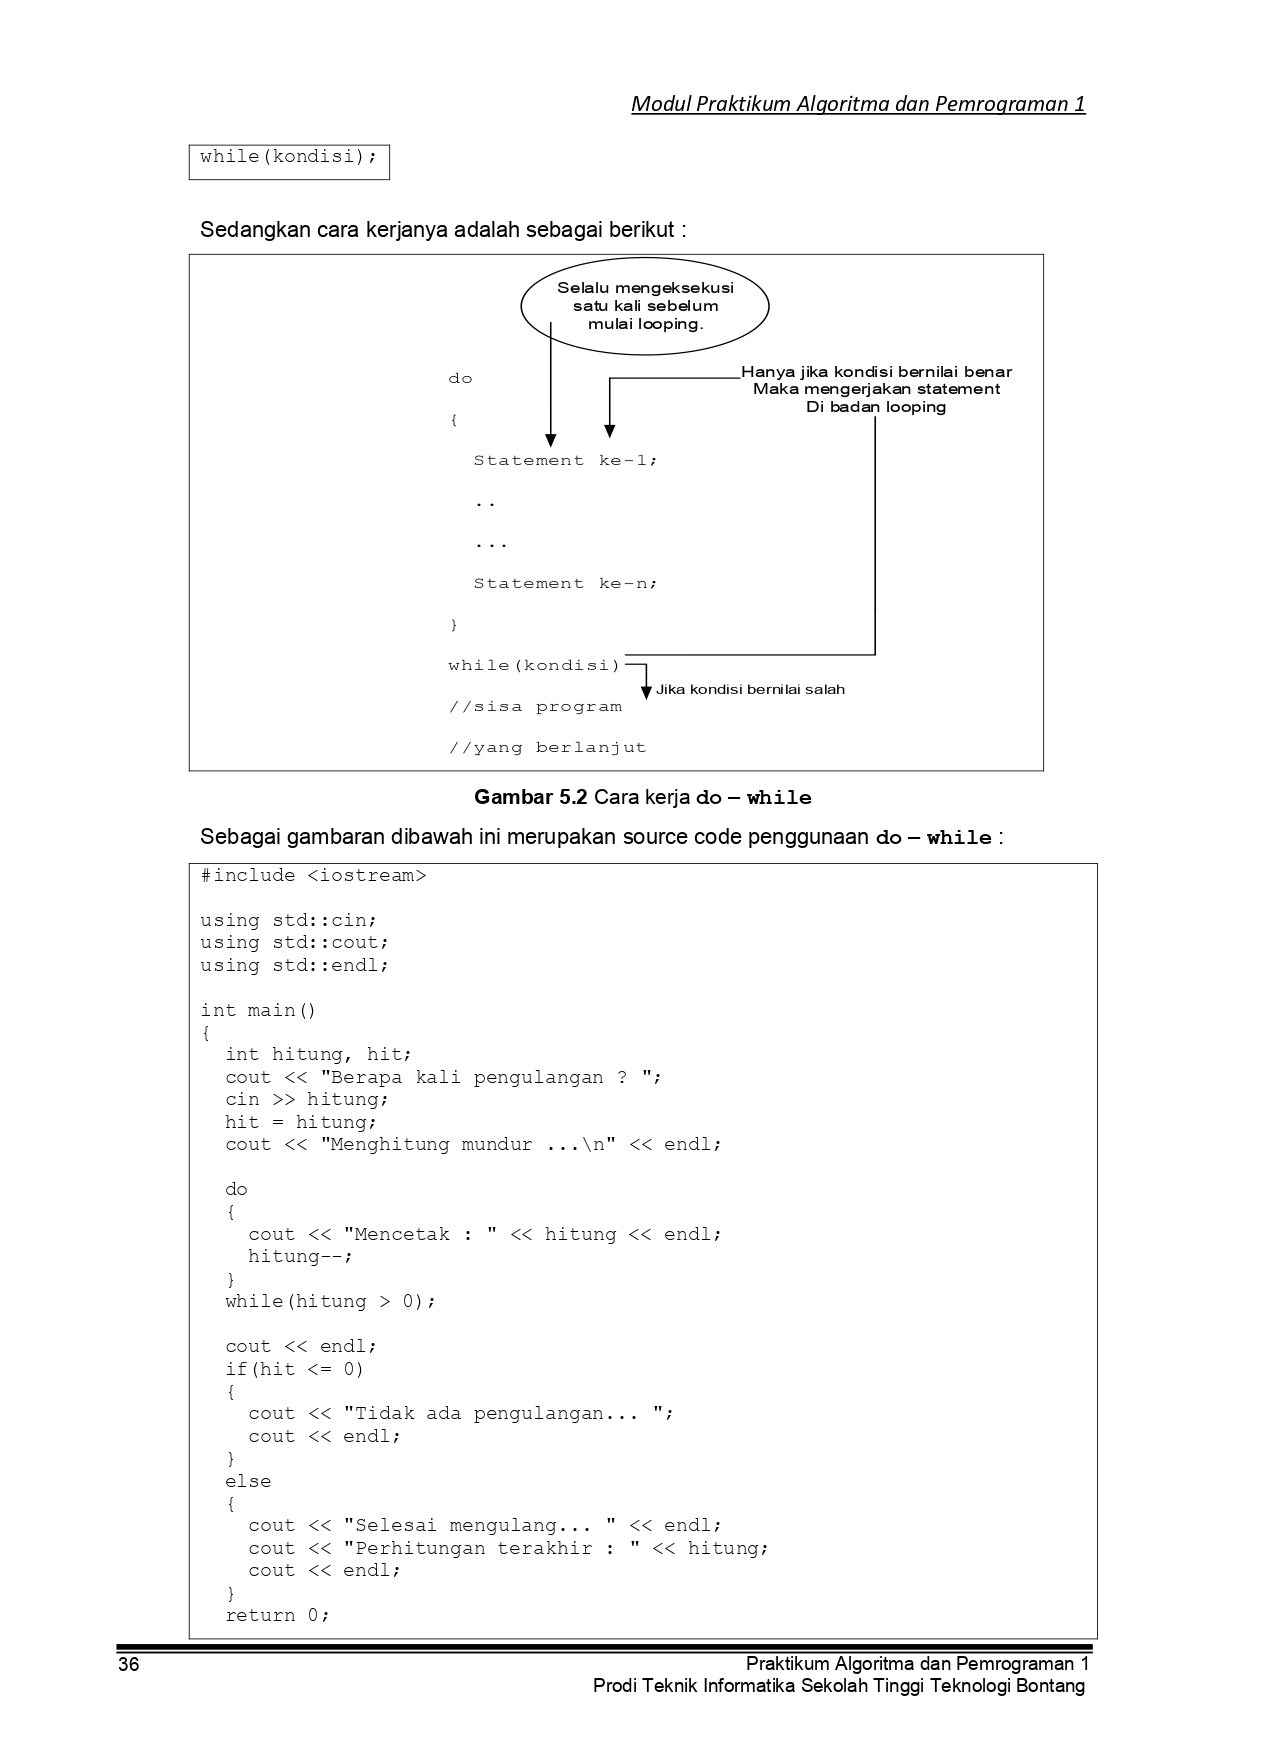 Modul Praktikum Algoritma dan Pemrograman 1
while(kondisi);
Sedangkan cara kerjanya adalah sebagai berikut :
Selalu mengeksekusi
satu kali sebelum
mulai looping.
Hanya jika kondisi bernilai benar
Maka mengerjakan statement
Di badan looping
do
{
Statement ke-1;
..
...
Statement ke-n;
}
while(kondisi)
Jika kondisi bernilai salah
//sisa program
//yang berlanjut
Gambar 5.2 Cara kerja do – while
Sebagai gambaran dibawah ini merupakan source code penggunaan do – while :
#include <iostream>
using std::cin;
using std::cout;
using std::endl;
int main()
{
int hitung, hit;
cout << "Berapa kali pengulangan ? ";
cin >> hitung;
hit = hitung;
cout << "Menghitung mundur ...\n" << endl;
do
{
cout << "Mencetak : " << hitung << endl;
hitung--;
}
while(hitung > 0);
cout << endl;
if(hit <= 0)
{
cout << "Tidak ada pengulangan... ";
cout << endl;
}
else
{
cout << "Selesai mengulang... " << endl;
cout << "Perhitungan terakhir : " << hitung;
cout << endl;
}
return 0;
36
Praktikum Algoritma dan Pemrograman 1
Prodi Teknik Informatika Sekolah Tinggi Teknologi Bontang